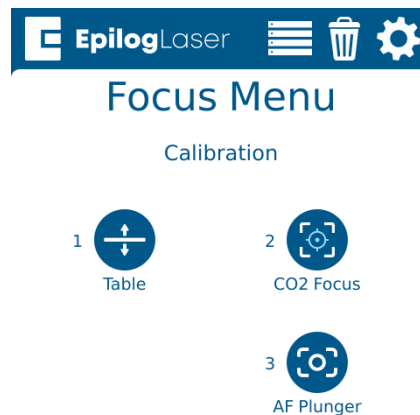 EpilogLaser
Focus Menu
Calibration
1
Table
2
CO2 Focus
3
AF Plunger